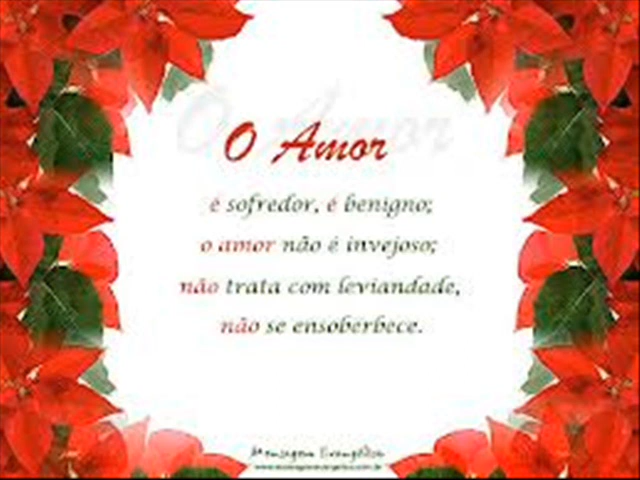 O Amor
é sofredor, é benigno;
o amor não é invejoso;
não trata com leviandade,
não se ensoberbece.
Mensagem Evangélica